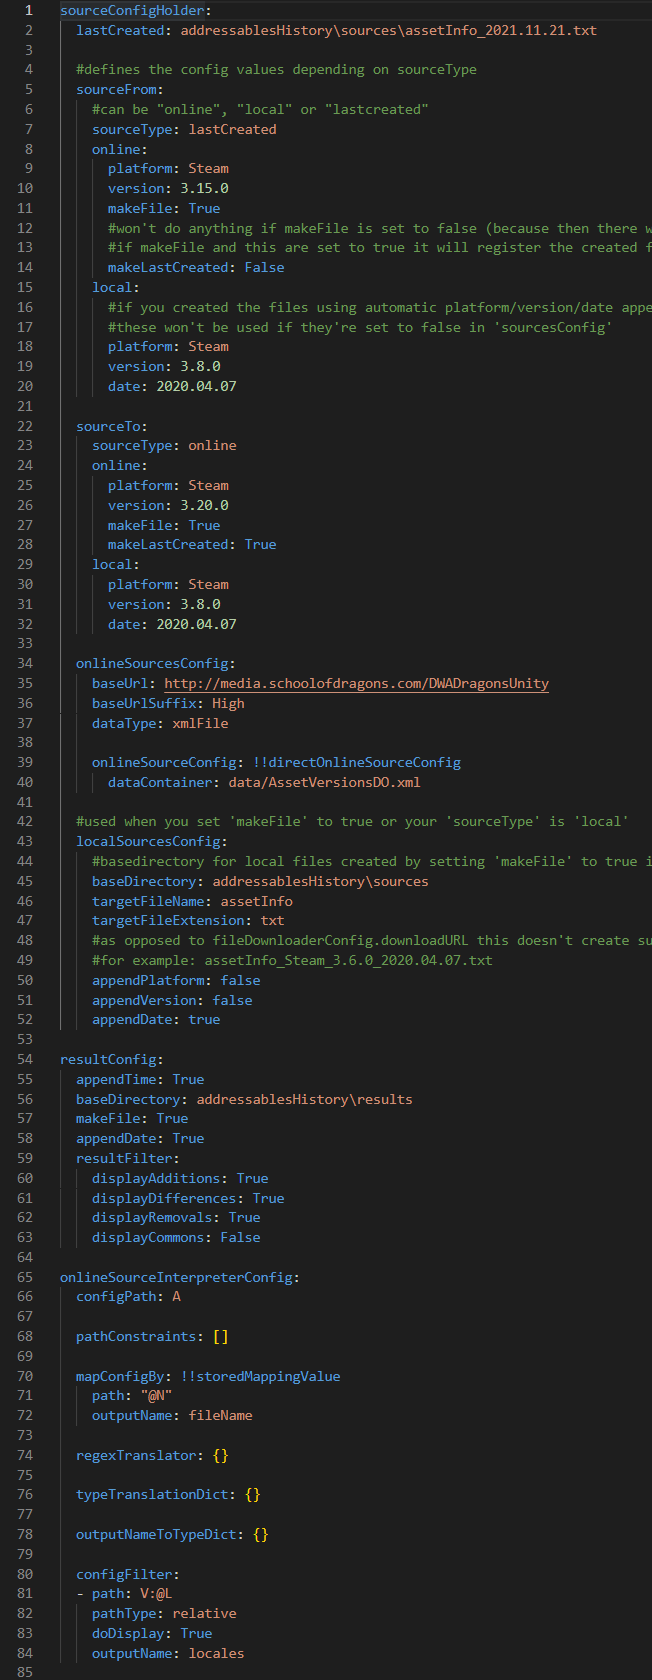 1 sourceConfigHolder:
2 lastCreated: addressablesHistory\sources\assetInfo_2021.11.21.txt
3
4 #defines the config values depending on sourceType
5 sourceFrom:
6 #can be "online", "local" or "lastcreated"
7 sourceType: lastCreated
8 online:
9 platform: Steam
10 version: 3.15.0
11 makeFile: True
12 #won't do anything if makeFile is set to false (because then there w
13 #if makeFile and this are set to true it will register the created f
14 makeLastCreated: False
15 local:
16 #if you created the files using automatic platform/version/date appe
17 #these won't be used if they're set to false in 'sourcesConfig'
18 platform: Steam
19 version: 3.8.0
20 date: 2020.04.07
21
22 sourceTo:
23 sourceType: online
24 online:
25 platform: Steam
26 version: 3.20.0
27 makeFile: True
28 makeLastCreated: True
29 local:
30 platform: Steam
31 version: 3.8.0
32 date: 2020.04.07
33
34 onlineSourcesConfig:
35 baseUrl: http://media.schoolofdragons.com/DWADragonsUnity
36 baseUrlSuffix: High
37 dataType: xmlFile
38
39 onlineSourceConfig: !!directOnlineSourceConfig
40 dataContainer: data/AssetVersionsDO.xml
41
42 #used when you set 'makeFile' to true or your 'sourceType' is 'local'
43 localSourcesConfig:
44 #basedirectory for local files created by setting 'makeFile' to true i
45 baseDirectory: addressablesHistory\sources
46 targetFileName: assetInfo
47 targetFileExtension: txt
48 #as opposed to fileDownloaderConfig.downloadURL this doesn't create su
49 #for example: assetInfo_Steam_3.6.0_2020.04.07.txt
50 appendPlatform: false
51 appendVersion: false
52 appendDate: true
53
54 resultConfig:
55 appendTime: True
56 baseDirectory: addressablesHistory\results
57 makeFile: True
58 appendDate: True
59 resultFilter:
60 displayAdditions: True
61 displayDifferences: True
62 displayRemovals: True
63 displayCommons: False
64
65 onlineSourceInterpreterConfig:
66 configPath: A
67
68 pathConstraints: []
69
70 mapConfigBy: !!storedMappingValue
71 path: "@N"
72 outputName: fileName
73
74 regexTranslator: {}
75
76 typeTranslationDict: {}
77
78 outputNameToTypeDict: {}
79
80 configFilter:
81 - path: V:@L
82 pathType: relative
83 doDisplay: True
84 outputName: locales
85